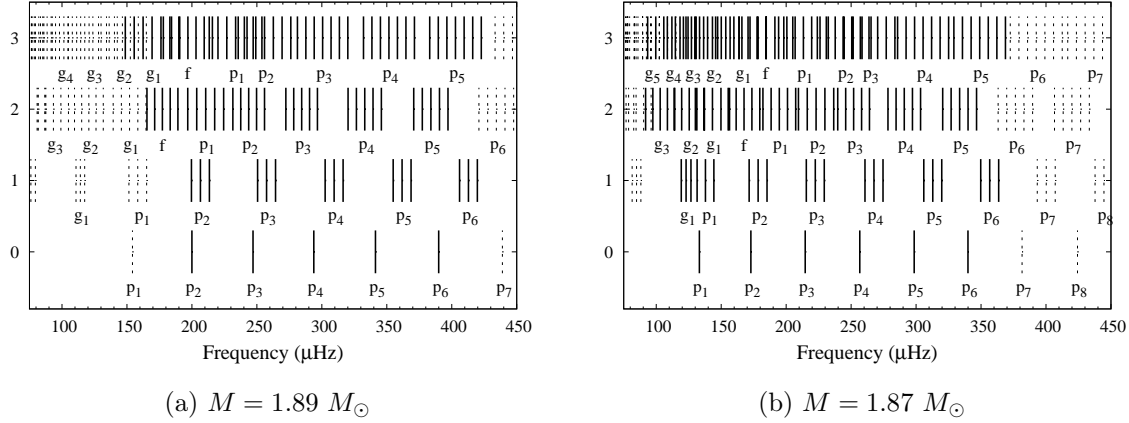 3
g₄ g₃ g₂ g₁ f p₁ p₂ p₃ p₄ p₅
2
g₃ g₂ g₁ f p₁ p₂ p₃ p₄ p₅ p₆
1
g₁ p₁ p₂ p₃ p₄ p₅ p₆
0
p₁ p₂ p₃ p₄ p₅ p₆ p₇
100 150 200 250 300 350 400 450
Frequency (μHz)
(a) M = 1.89 M⊙
3
g₅ g₄ g₃ g₂ g₁ f p₁ p₂ p₃ p₄ p₅ p₆ p₇
2
g₃ g₂ g₁ f p₁ p₂ p₃ p₄ p₅ p₆ p₇
1
g₁ p₁ p₂ p₃ p₄ p₅ p₆ p₇ p₈
0
p₁ p₂ p₃ p₄ p₅ p₆ p₇ p₈
100 150 200 250 300 350 400 450
Frequency (μHz)
(b) M = 1.87 M⊙